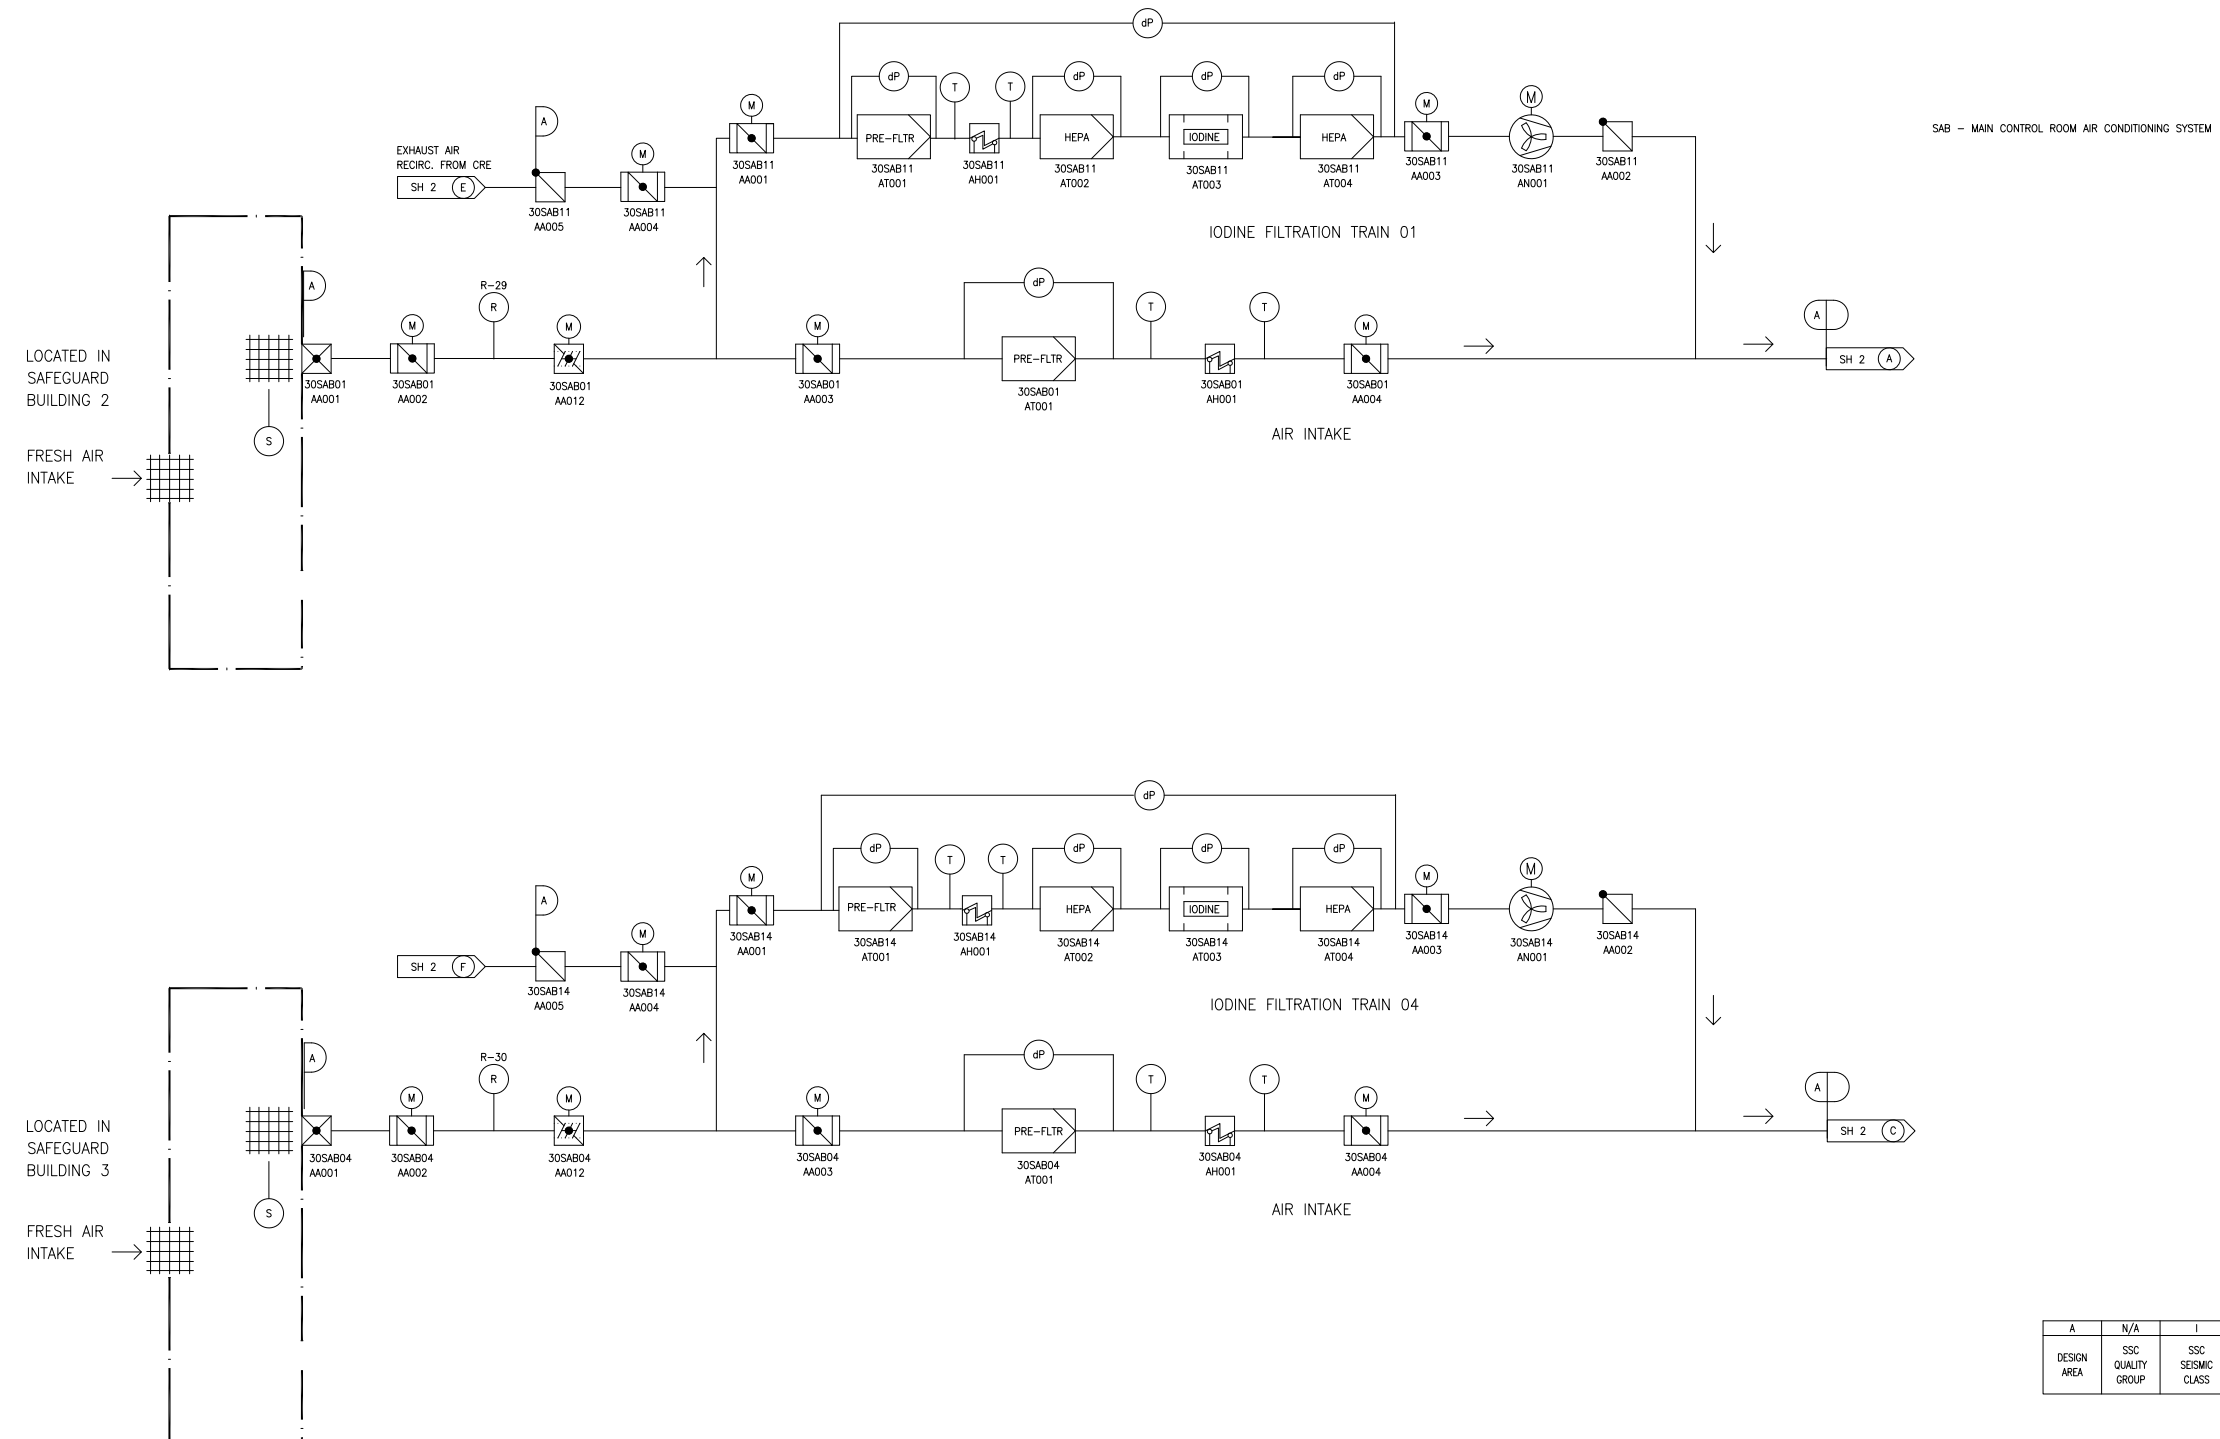 dP
dP
T
T
dP
dP
dP
M
M
M
A
M
PRE-FLTR
HEPA
IODINE
HEPA
SAB - MAIN CONTROL ROOM AIR CONDITIONING SYSTEM
EXHAUST AIR
RECIRC. FROM CRE
SH 2 E
30SAB11
AA005
30SAB11
AA004
30SAB11
AA001
30SAB11
AT001
30SAB11
AH001
30SAB11
AT002
30SAB11
AT003
30SAB11
AT004
30SAB11
AA003
30SAB11
AN001
30SAB11
AA002
IODINE FILTRATION TRAIN 01
A
M
R-29
R
M
M
dP
T
T
M
A
LOCATED IN
SAFEGUARD
BUILDING 2
PRE-FLTR
SH 2 A
30SAB01
AA001
30SAB01
AA002
30SAB01
AA012
30SAB01
AA003
30SAB01
AT001
30SAB01
AH001
30SAB01
AA004
S
AIR INTAKE
FRESH AIR
INTAKE
dP
dP
T
T
dP
dP
dP
M
M
M
A
M
PRE-FLTR
HEPA
IODINE
HEPA
SH 2 F
30SAB14
AA005
30SAB14
AA004
30SAB14
AA001
30SAB14
AT001
30SAB14
AH001
30SAB14
AT002
30SAB14
AT003
30SAB14
AT004
30SAB14
AA003
30SAB14
AN001
30SAB14
AA002
IODINE FILTRATION TRAIN 04
A
M
R-30
R
M
M
dP
T
T
M
A
LOCATED IN
SAFEGUARD
BUILDING 3
PRE-FLTR
SH 2 C
30SAB04
AA001
30SAB04
AA002
30SAB04
AA012
30SAB04
AA003
30SAB04
AT001
30SAB04
AH001
30SAB04
AA004
S
AIR INTAKE
FRESH AIR
INTAKE
A N/A I
DESIGN
AREA
SSC
QUALITY
GROUP
SSC
SEISMIC
CLASS